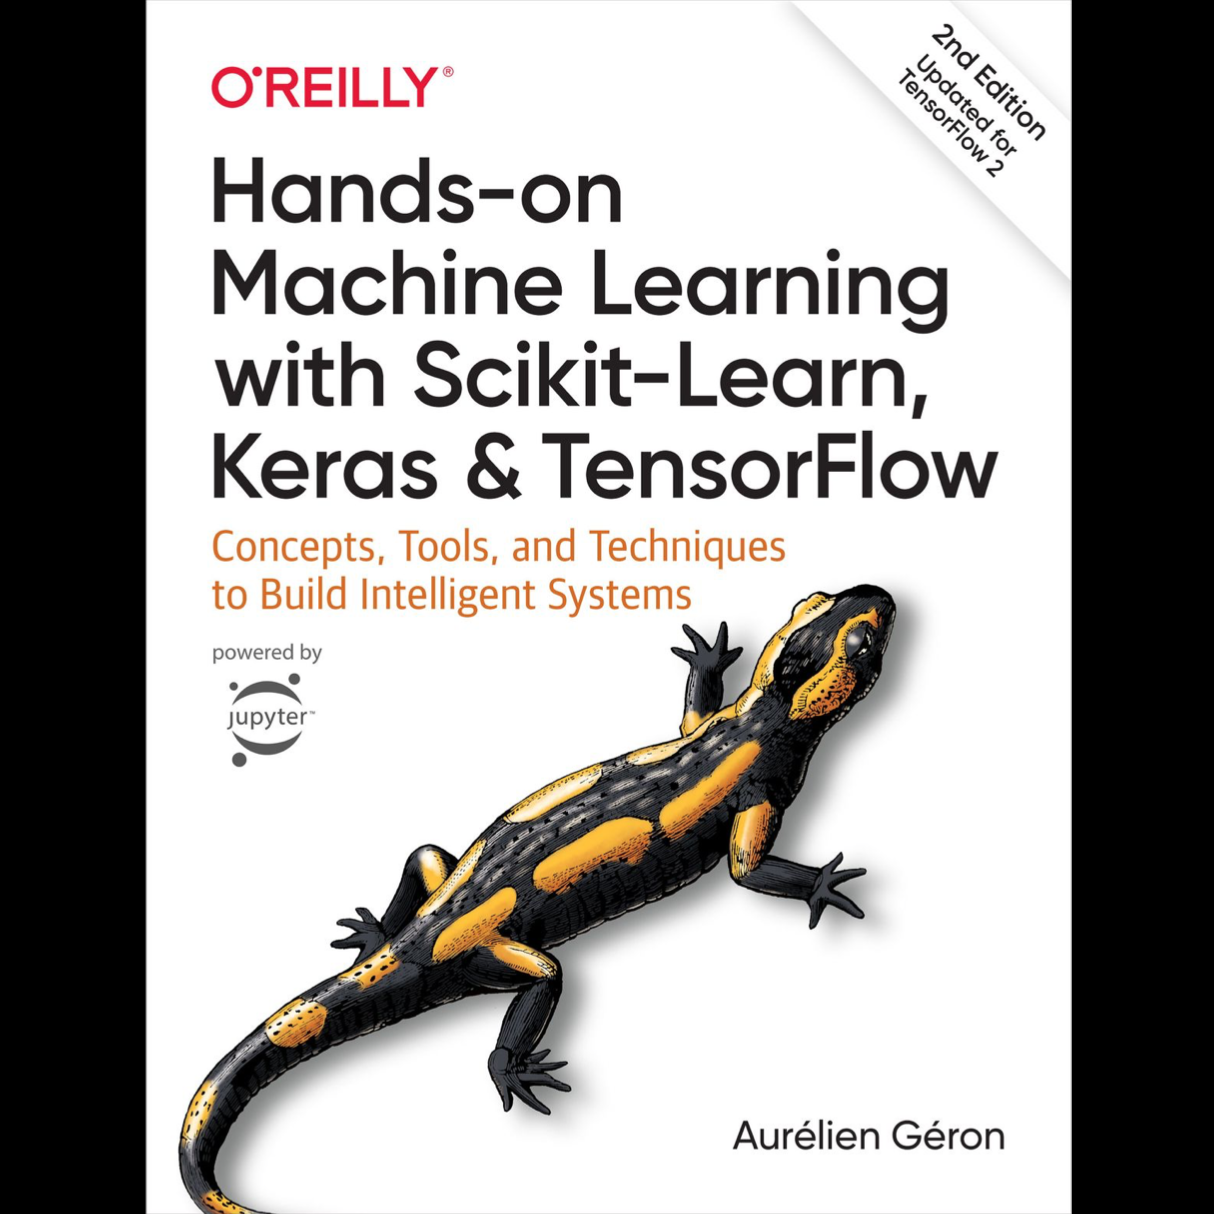 O'REILLY®
2nd Edition
Updated for
TensorFlow 2
Hands-on
Machine Learning
with Scikit-Learn,
Keras & TensorFlow
Concepts, Tools, and Techniques
to Build Intelligent Systems
powered by
jupyter™
Aurélien Géron